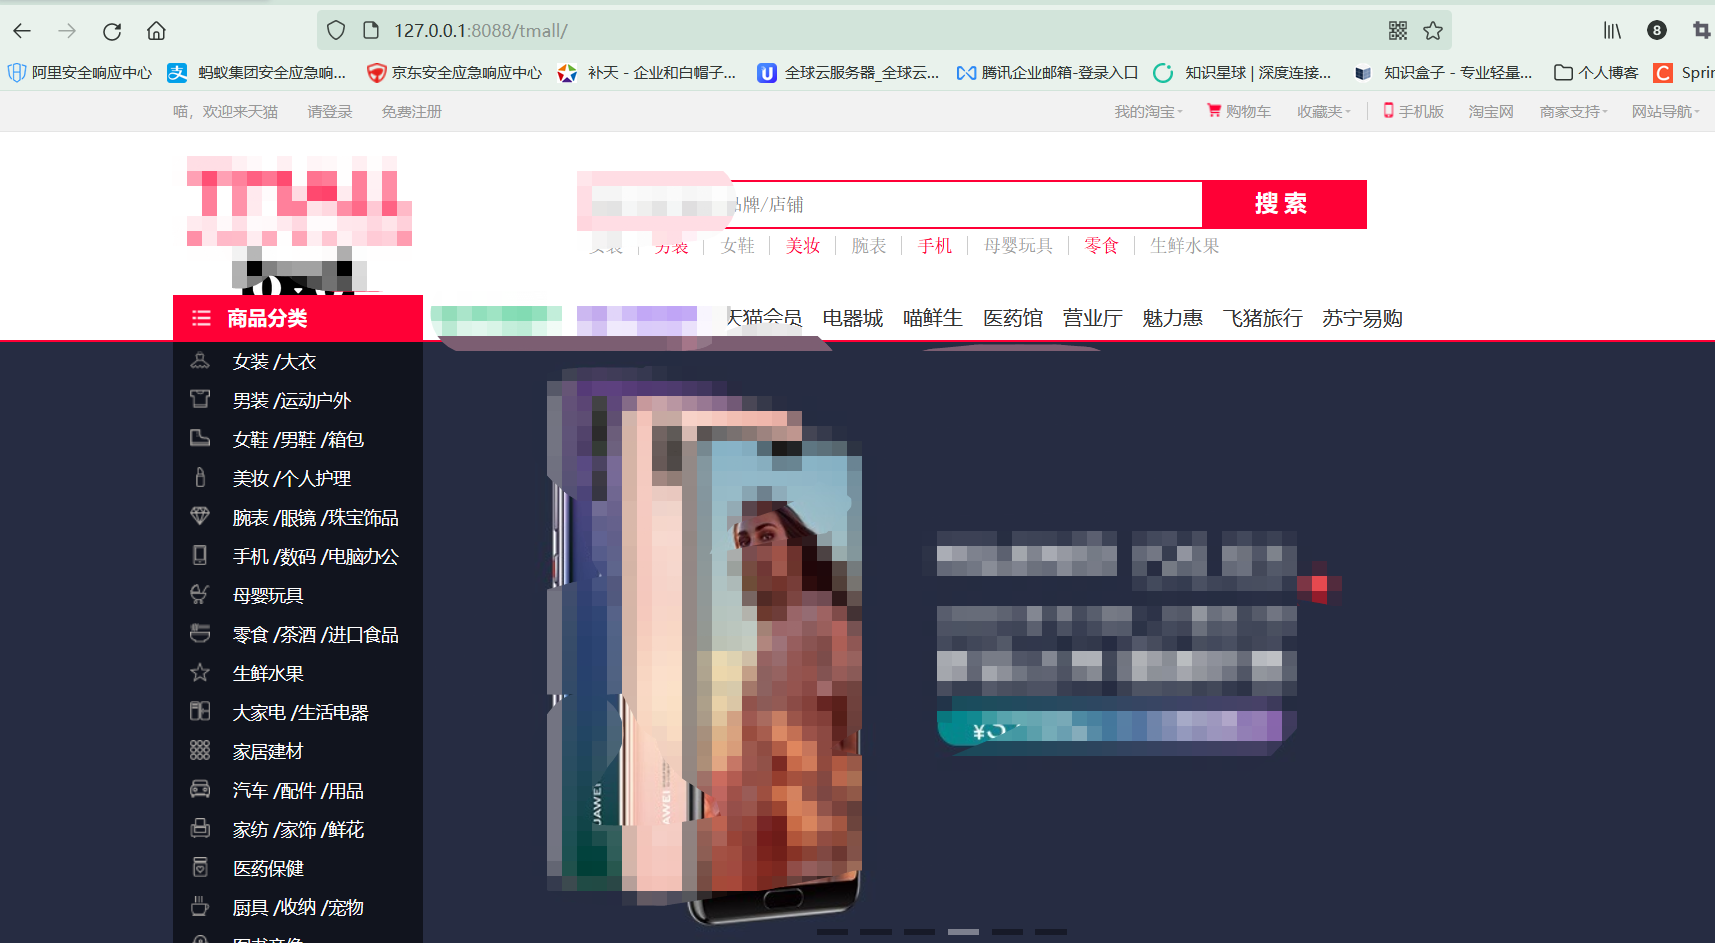 127.0.0.1:8088/tmall/
8
阿里安全响应中心 蚂蚁集团安全应急响... 京东安全应急响应中心 补天 - 企业和白帽子... 全球云服务器_全球云... 腾讯企业邮箱-登录入口 知识星球 | 深度连接... 知识盒子 - 专业轻量... 个人博客 Sprin
喵，欢迎来天猫 请登录 免费注册 我的淘宝 购物车 收藏夹 手机版 淘宝网 商家支持 网站导航
品牌/店铺 搜 索
女装 男装 女鞋 美妆 腕表 手机 母婴玩具 零食 生鲜水果
商品分类 天猫会员 电器城 喵鲜生 医药馆 营业厅 魅力惠 飞猪旅行 苏宁易购
女装 /大衣
男装 /运动户外
女鞋 /男鞋 /箱包
美妆 /个人护理
腕表 /眼镜 /珠宝饰品
手机 /数码 /电脑办公
母婴玩具
零食 /茶酒 /进口食品
生鲜水果
大家电 /生活电器
家居建材
汽车 /配件 /用品
家纺 /家饰 /鲜花
医药保健
厨具 /收纳 /宠物
图书音像
UAWEI
AWEI